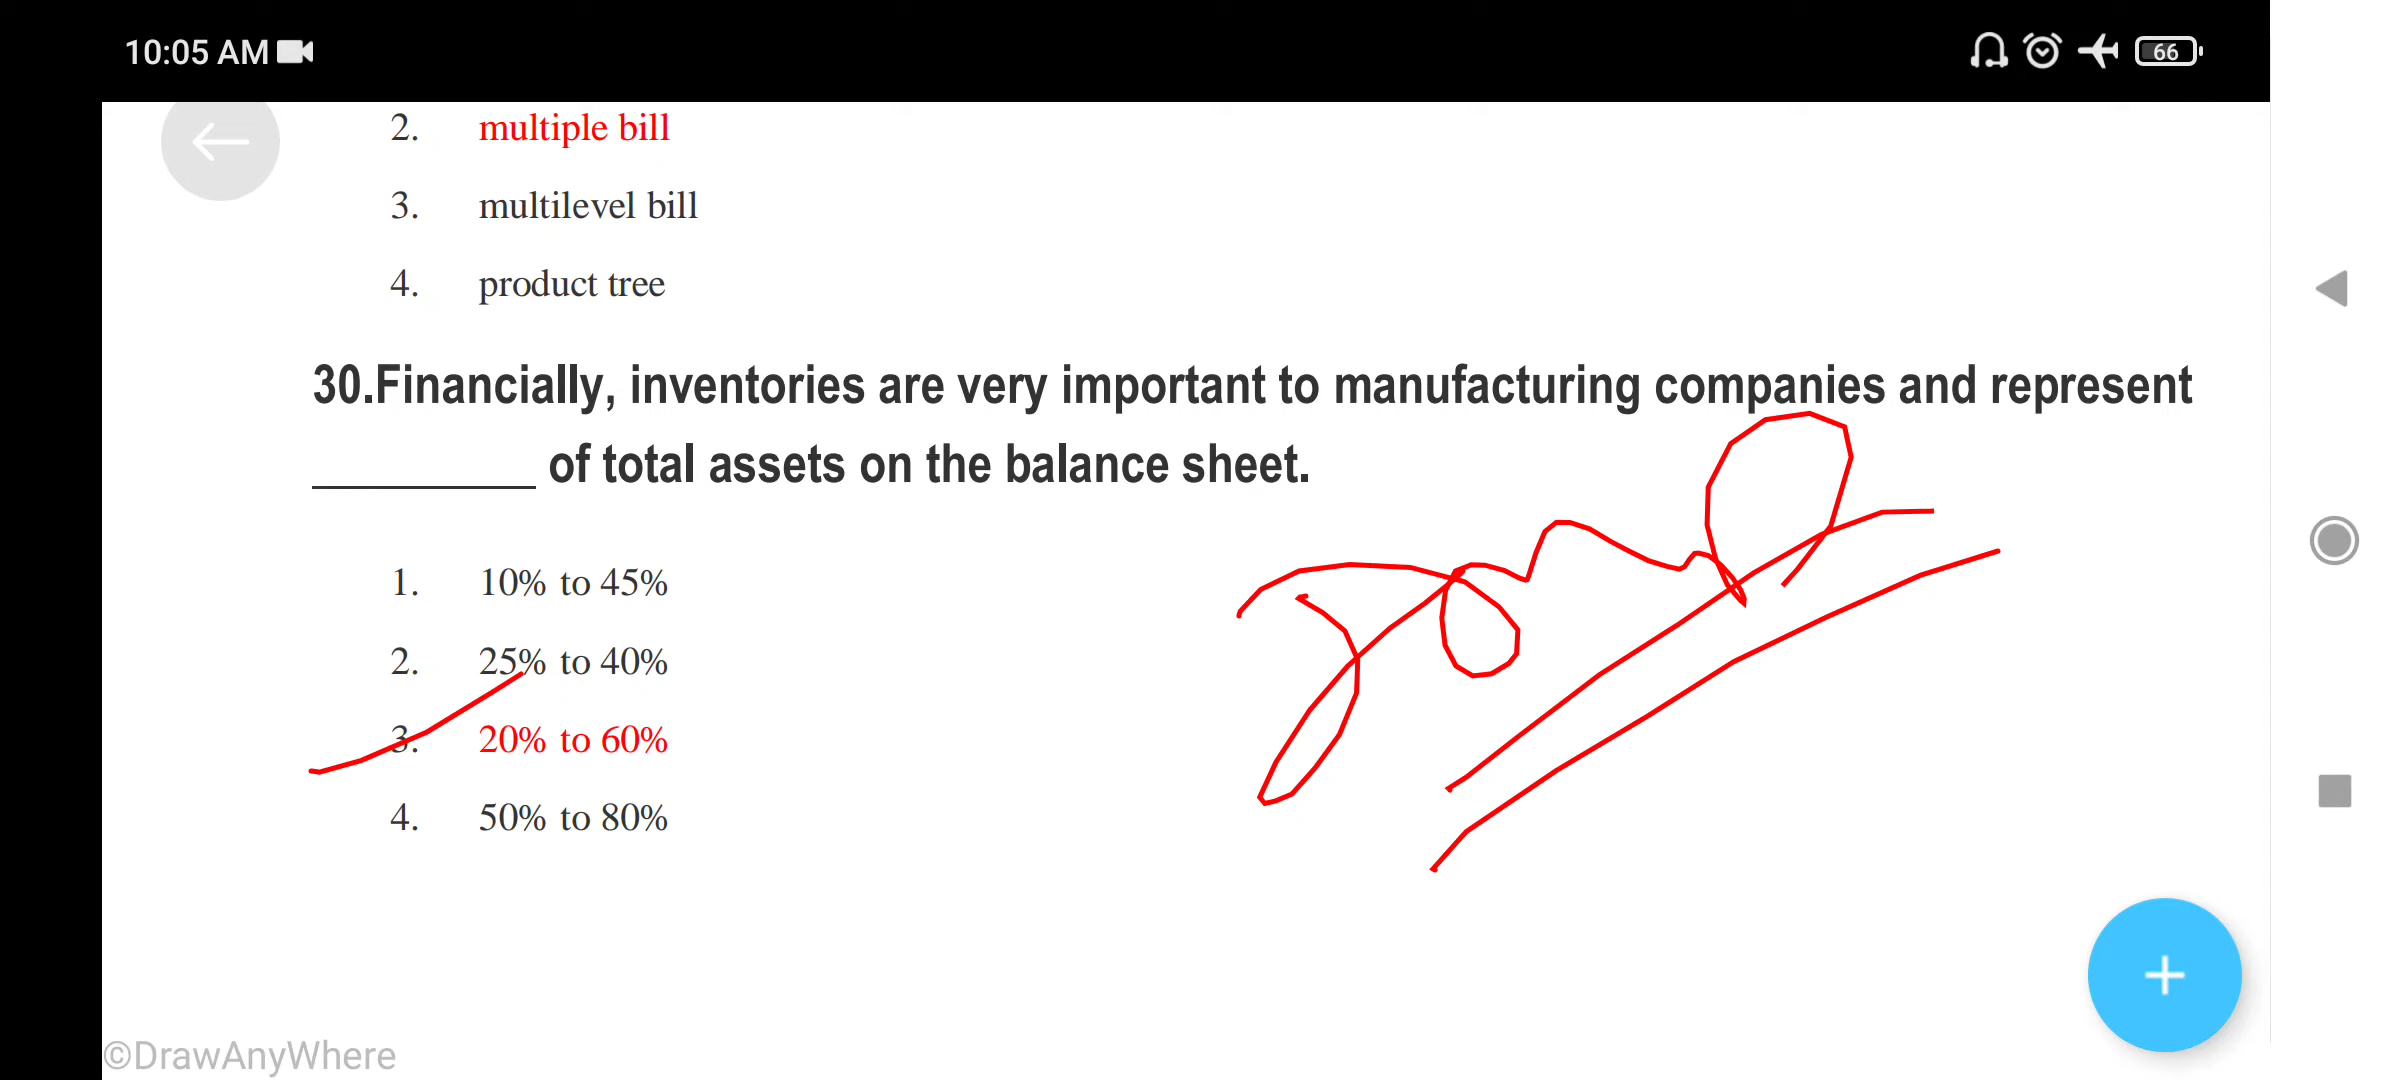 10:05 AM
66
2. multiple bill
3. multilevel bill
4. product tree
30.Financially, inventories are very important to manufacturing companies and represent
__________ of total assets on the balance sheet.
1. 10% to 45%
2. 25% to 40%
3. 20% to 60%
4. 50% to 80%
©DrawAnyWhere